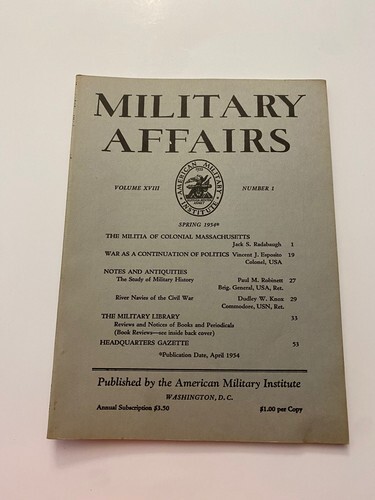 MILITARY
AFFAIRS
AMERICAN MILITARY
INSTITUTE
VOLUME XVIII NUMBER 1
SPRING 1954*
THE MILITIA OF COLONIAL MASSACHUSETTS
Jack S. Radabaugh 1
WAR AS A CONTINUATION OF POLITICS Vincent J. Esposito 19
Colonel, USA
NOTES AND ANTIQUITIES
The Study of Military History Paul M. Robinett 27
Brig. General, USA, Ret.
River Navies of the Civil War Dudley W. Knox 29
Commodore, USN, Ret.
THE MILITARY LIBRARY 33
Reviews and Notices of Books and Periodicals
(Book Reviews—see inside back cover)
HEADQUARTERS GAZETTE 53
*Publication Date, April 1954
Published by the American Military Institute
WASHINGTON, D. C.
Annual Subscription $3.50 $1.00 per Copy